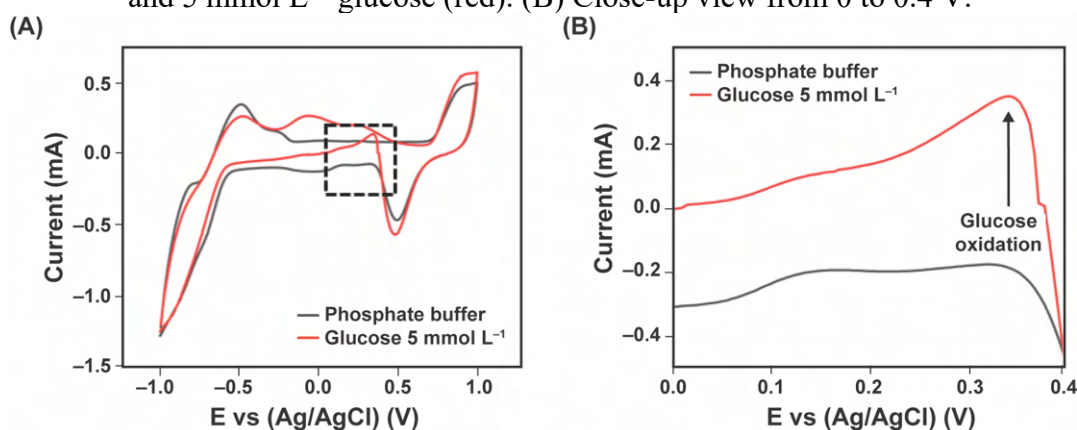 and 5 mmol L⁻¹ glucose (red). (B) Close-up view from 0 to 0.4 V.
(A)
Current (mA)
0.5
0.0
−0.5
−1.0
−1.5
Phosphate buffer
Glucose 5 mmol L⁻¹
−1.0 −0.5 0.0 0.5 1.0
E vs (Ag/AgCl) (V)
(B)
Current (mA)
0.4
0.2
0.0
−0.2
−0.4
Phosphate buffer
Glucose 5 mmol L⁻¹
Glucose
oxidation
0.0 0.1 0.2 0.3 0.4
E vs (Ag/AgCl) (V)